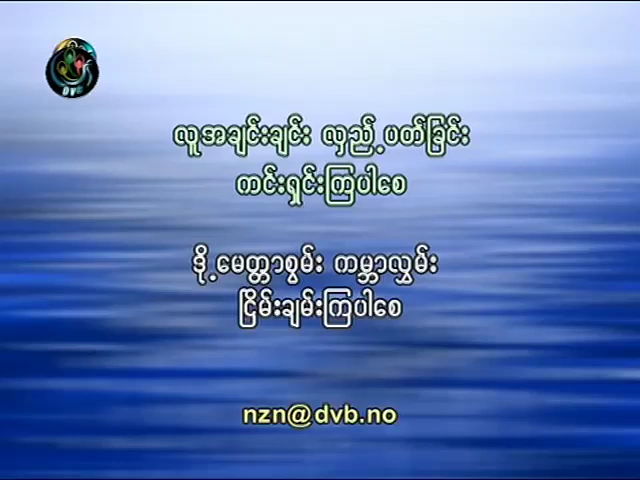 DVB
လူအချင်းချင်း လှည့်ပတ်ခြင်း
ကင်းရှင်းကြပါစေ
ဒို့မေတ္တာစွမ်း ကမ္ဘာလွှမ်း
ငြိမ်းချမ်းကြပါစေ
nzn@dvb.no